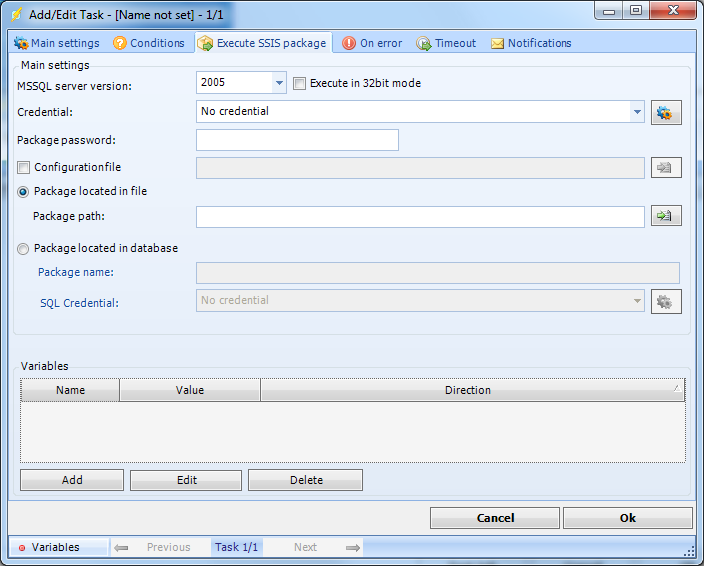 Add/Edit Task - [Name not set] - 1/1
Main settings Conditions Execute SSIS package On error Timeout Notifications
Main settings
MSSQL server version: 2005 Execute in 32bit mode
Credential: No credential
Package password:
Configuration file
Package located in file
Package path:
Package located in database
Package name:
SQL Credential: No credential
Variables
Name Value Direction
Add Edit Delete
Cancel Ok
Variables Previous Task 1/1 Next